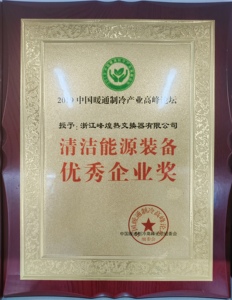 中国暖通制冷产业高峰论坛
授予：浙江峰煌热交换器有限公司
清洁能源装备
优秀企业奖